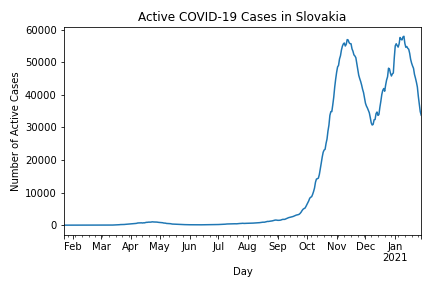 Active COVID-19 Cases in Slovakia
Number of Active Cases
60000
50000
40000
30000
20000
10000
0
Feb Mar Apr May Jun Jul Aug Sep Oct Nov Dec Jan
2021
Day